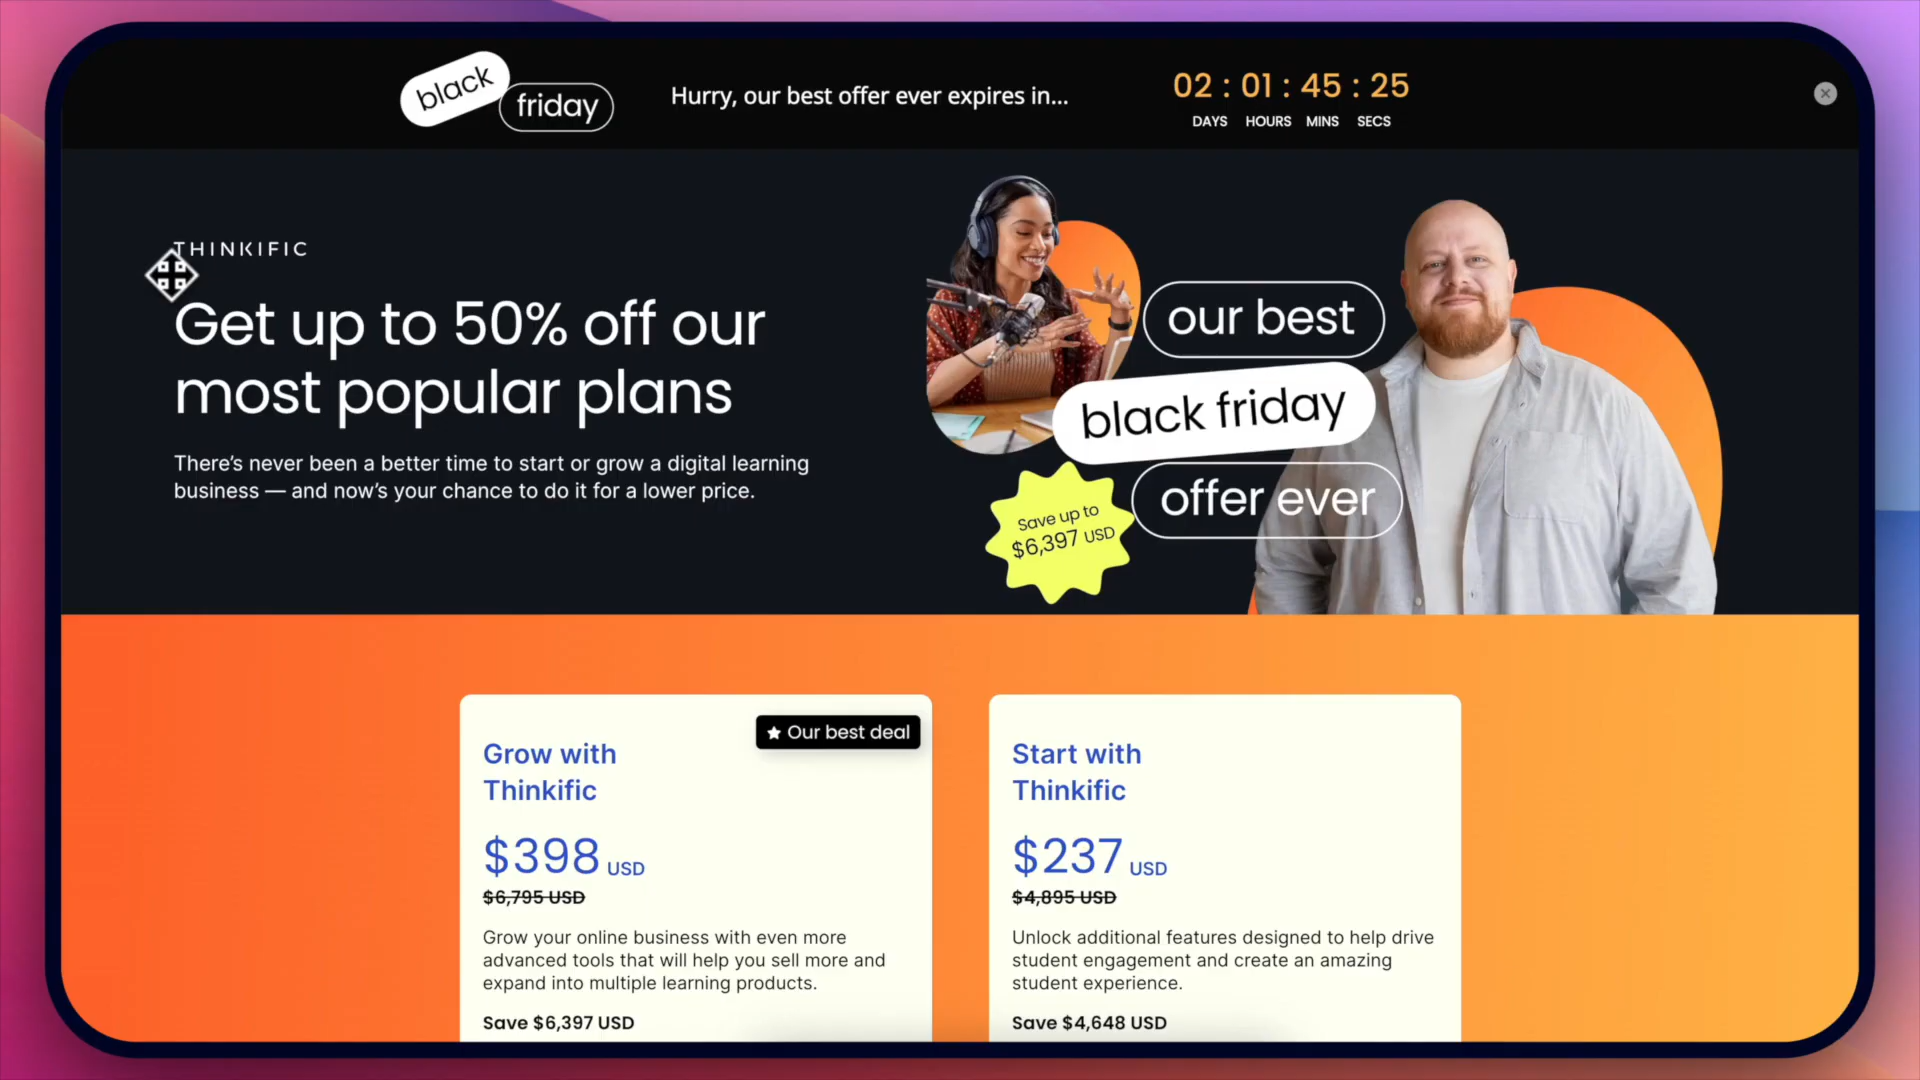 black
friday
Hurry, our best offer ever expires in...
02 : 01 : 45 : 25
DAYS HOURS MINS SECS
THINKIFIC
Get up to 50% off our
most popular plans
There's never been a better time to start or grow a digital learning
business — and now's your chance to do it for a lower price.
our best
black friday
offer ever
Save up to
$6,397 USD
Our best deal
Grow with
Thinkific
$398 USD
$6,795 USD
Grow your online business with even more
advanced tools that will help you sell more and
expand into multiple learning products.
Save $6,397 USD
Start with
Thinkific
$237 USD
$4,895 USD
Unlock additional features designed to help drive
student engagement and create an amazing
student experience.
Save $4,648 USD